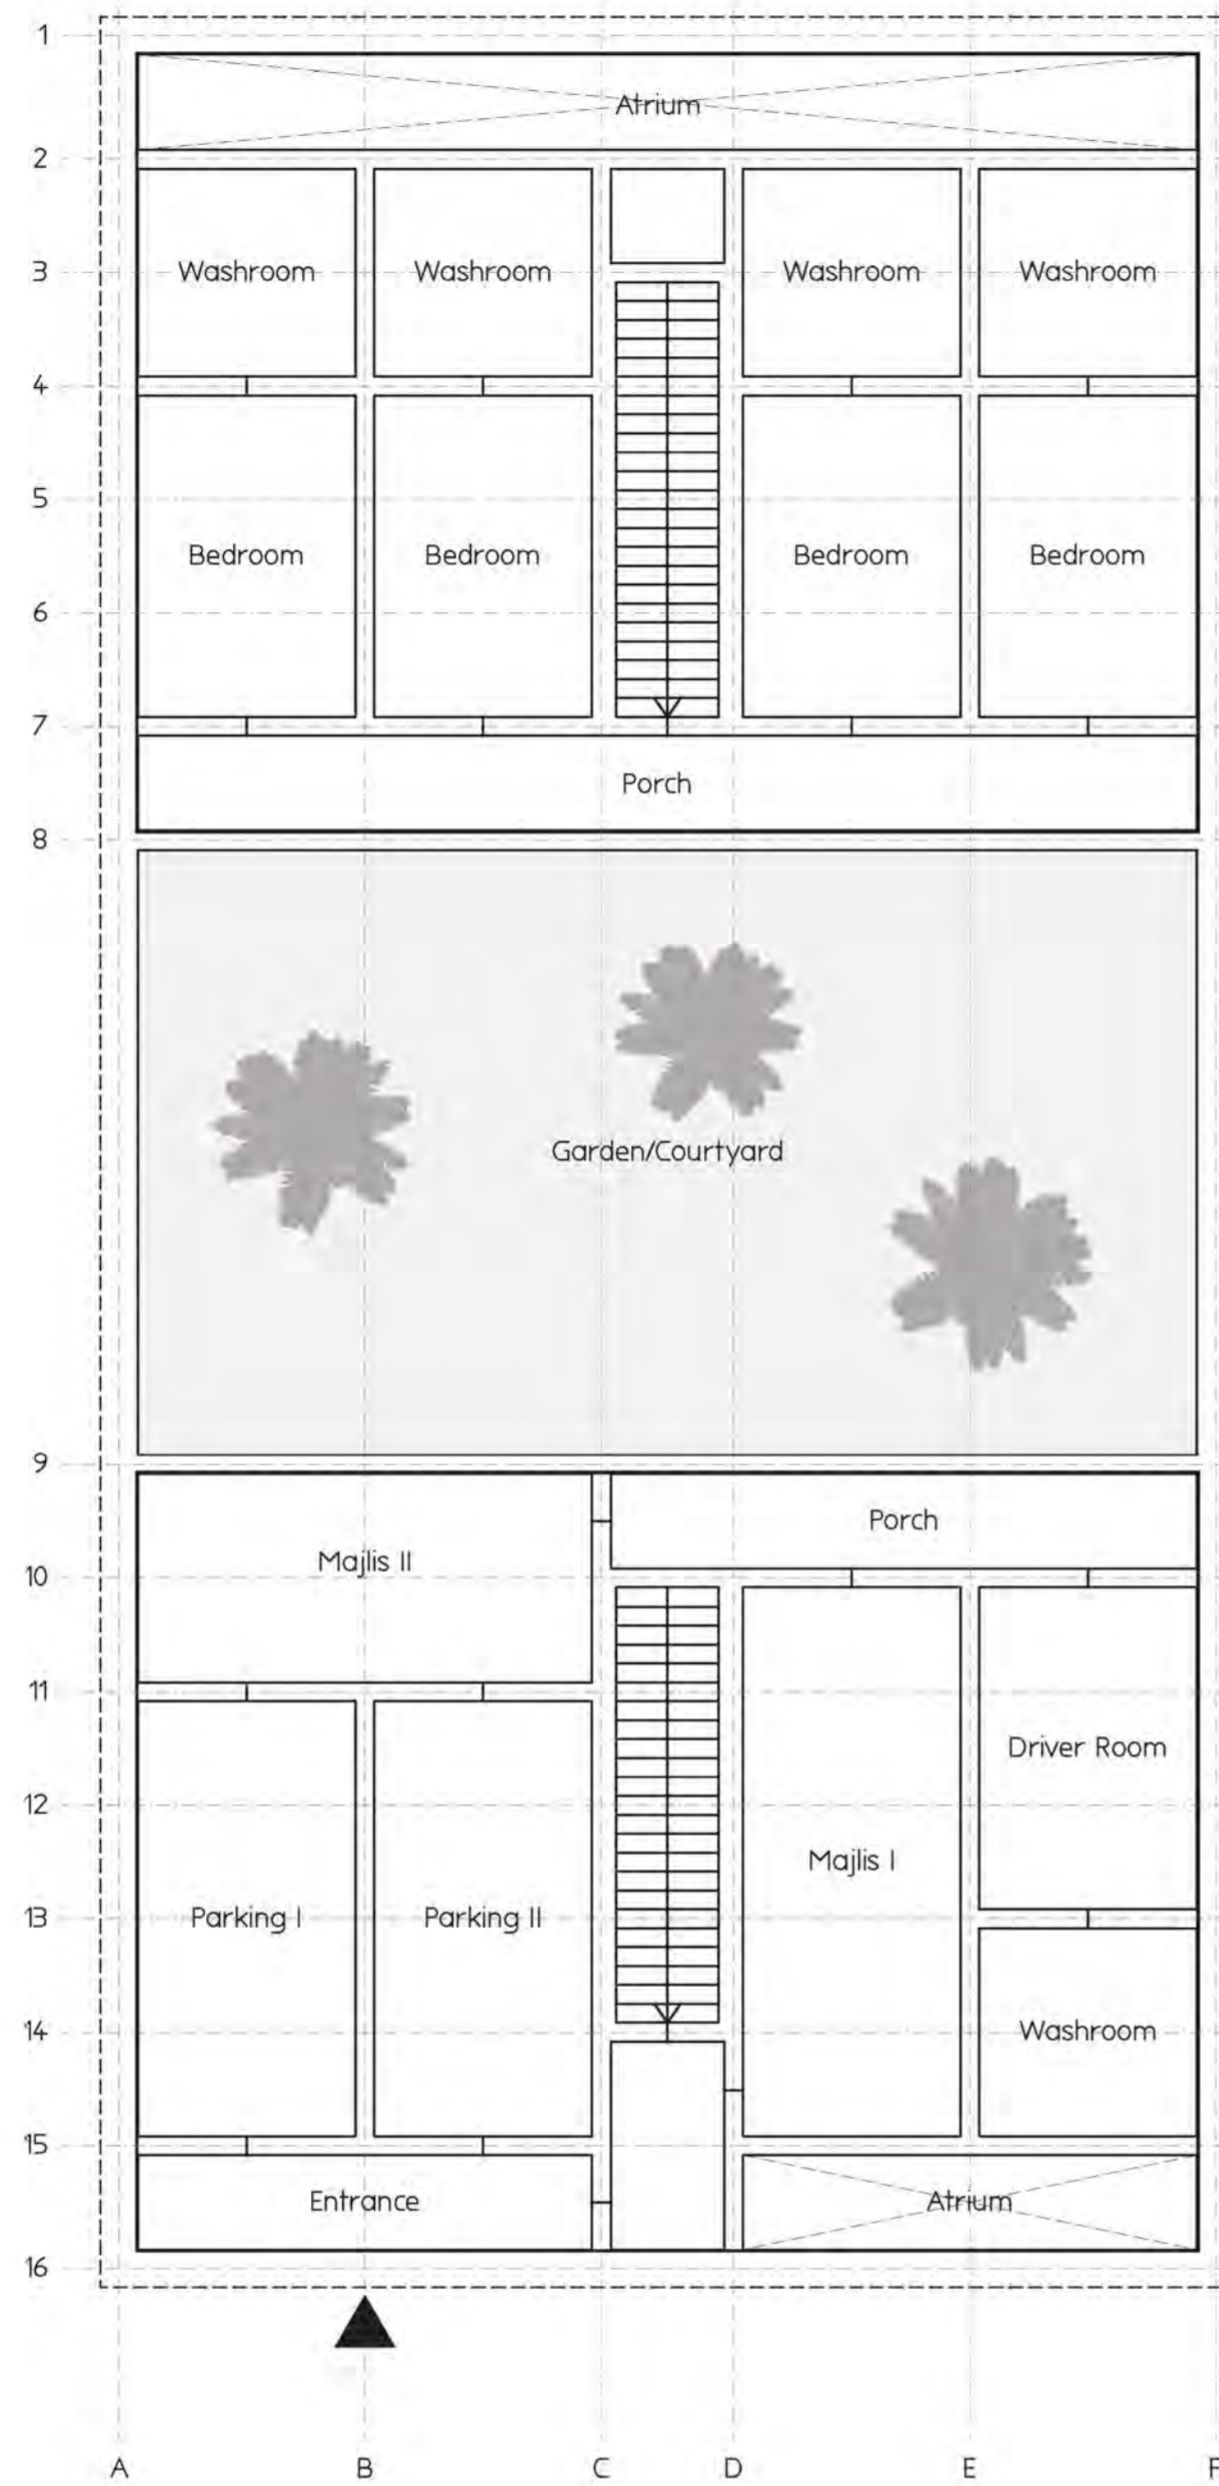 1
Atrium
2
Washroom Washroom Washroom Washroom
3
4
5
Bedroom Bedroom Bedroom Bedroom
6
7
Porch
8
Garden/Courtyard
9
Porch
Majlis II
10
11
Driver Room
12
Majlis I
Parking I Parking II
13
14
Washroom
15
Entrance Atrium
16
A B C D E F